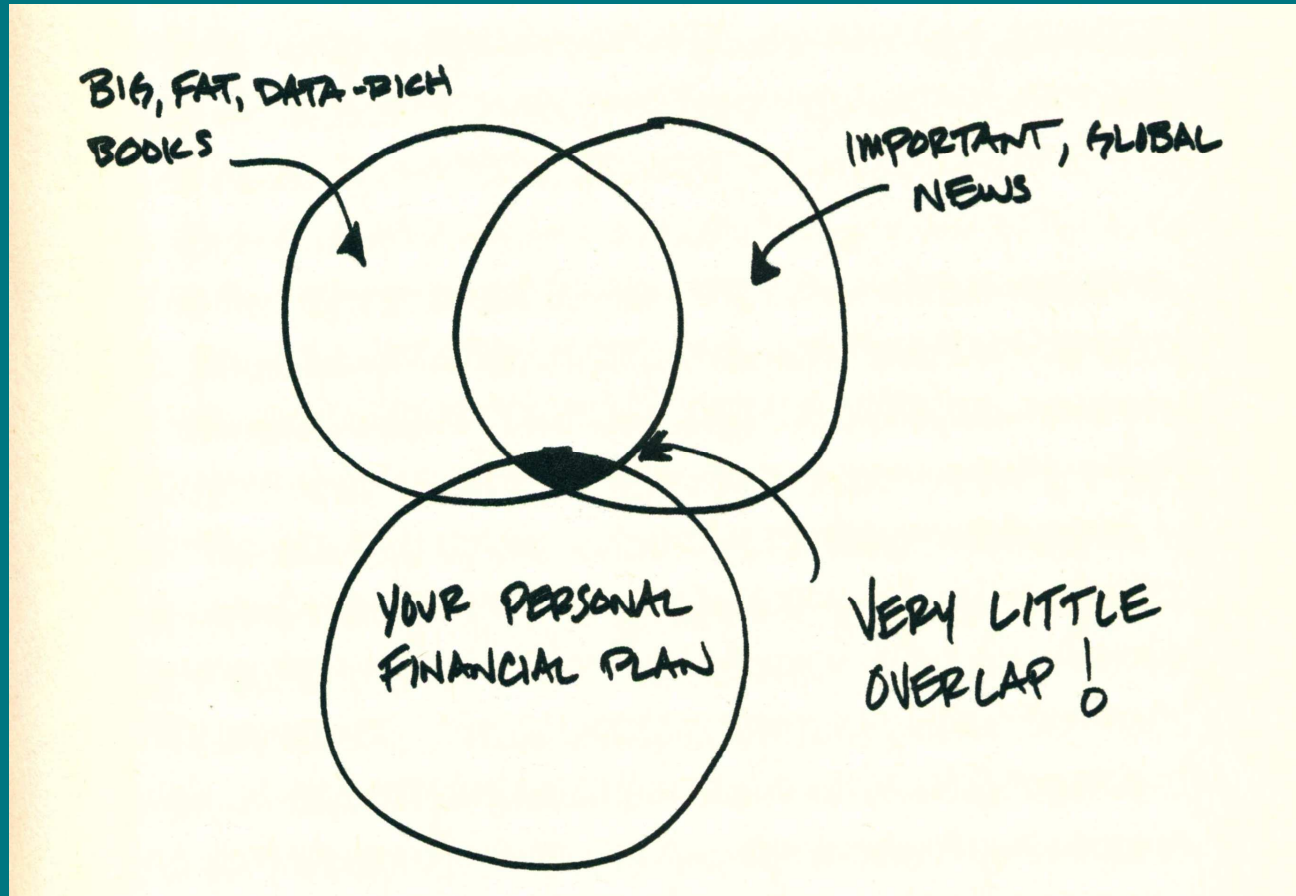 BIG, FAT, DATA-RICH
BOOKS
IMPORTANT, GLOBAL
NEWS
YOUR PERSONAL
FINANCIAL PLAN
VERY LITTLE
OVERLAP!